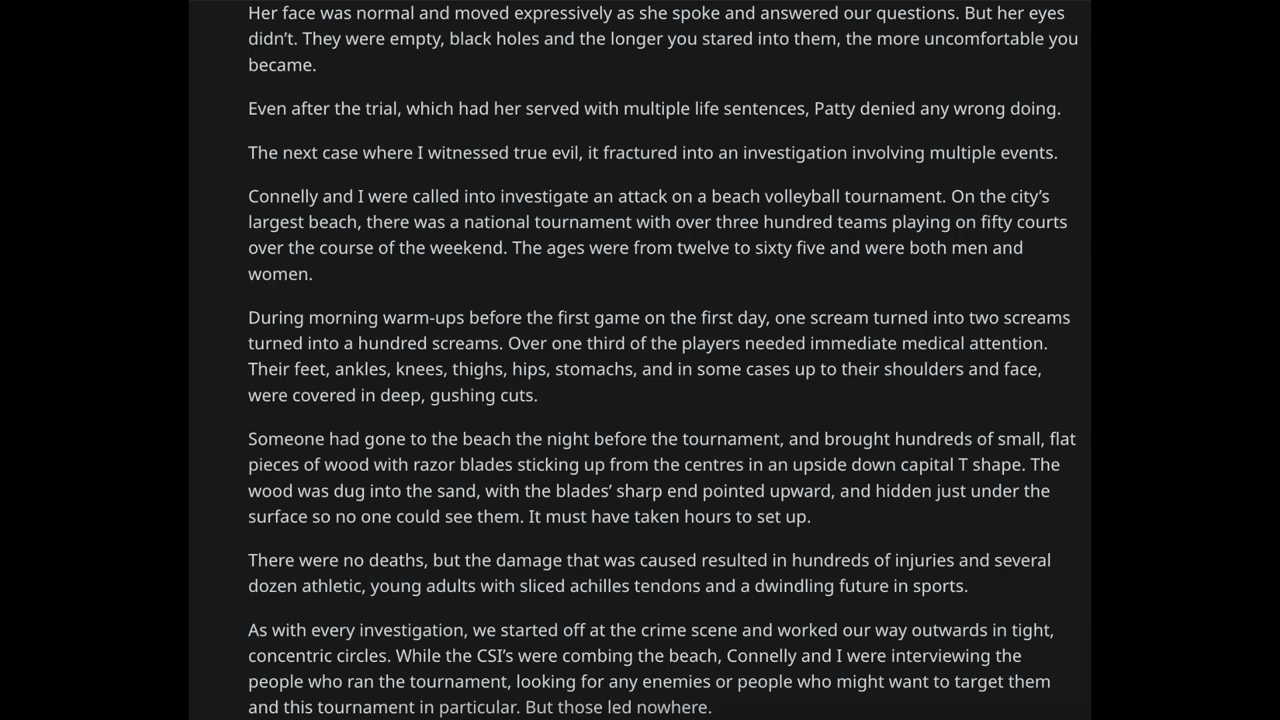 Her face was normal and moved expressively as she spoke and answered our questions. But her eyes
didn’t. They were empty, black holes and the longer you stared into them, the more uncomfortable you
became.
Even after the trial, which had her served with multiple life sentences, Patty denied any wrong doing.
The next case where I witnessed true evil, it fractured into an investigation involving multiple events.
Connelly and I were called into investigate an attack on a beach volleyball tournament. On the city’s
largest beach, there was a national tournament with over three hundred teams playing on fifty courts
over the course of the weekend. The ages were from twelve to sixty five and were both men and
women.
During morning warm-ups before the first game on the first day, one scream turned into two screams
turned into a hundred screams. Over one third of the players needed immediate medical attention.
Their feet, ankles, knees, thighs, hips, stomachs, and in some cases up to their shoulders and face,
were covered in deep, gushing cuts.
Someone had gone to the beach the night before the tournament, and brought hundreds of small, flat
pieces of wood with razor blades sticking up from the centres in an upside down capital T shape. The
wood was dug into the sand, with the blades’ sharp end pointed upward, and hidden just under the
surface so no one could see them. It must have taken hours to set up.
There were no deaths, but the damage that was caused resulted in hundreds of injuries and several
dozen athletic, young adults with sliced achilles tendons and a dwindling future in sports.
As with every investigation, we started off at the crime scene and worked our way outwards in tight,
concentric circles. While the CSI’s were combing the beach, Connelly and I were interviewing the
people who ran the tournament, looking for any enemies or people who might want to target them
and this tournament in particular. But those led nowhere.